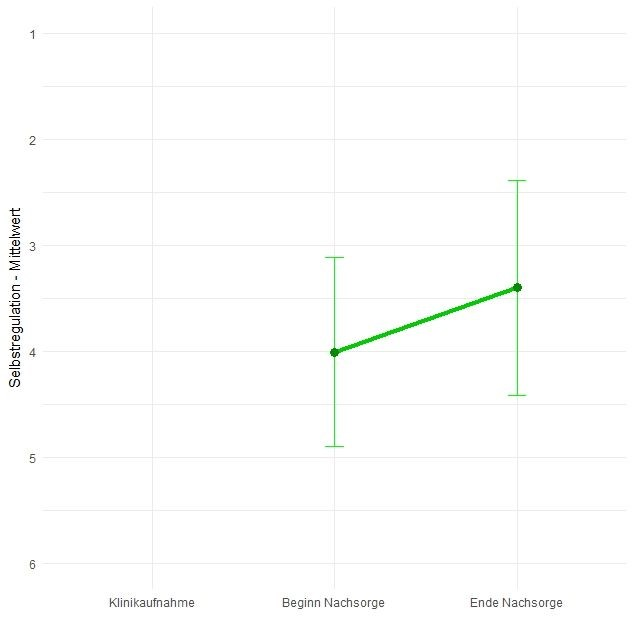 1
2
3
4
5
6
Selbstregulation - Mittelwert
Klinikaufnahme
Beginn Nachsorge
Ende Nachsorge